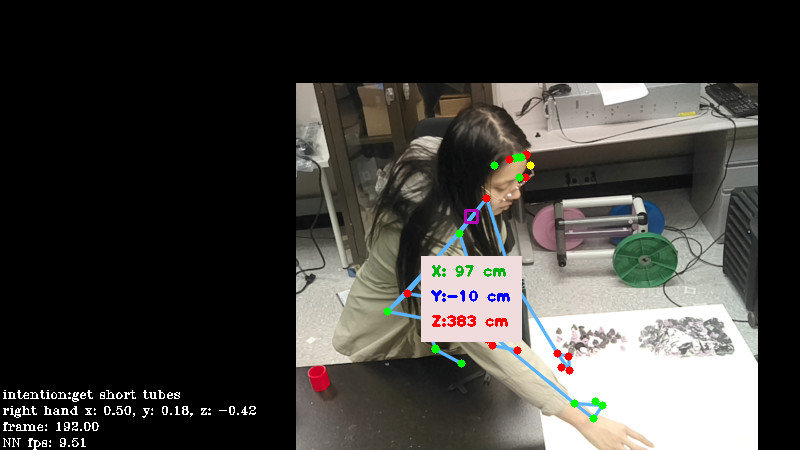 X: 97 cm
Y:-10 cm
Z:383 cm
intention:get short tubes
right hand x: 0.50, y: 0.18, z: -0.42
frame: 192.00
NN fps: 9.51